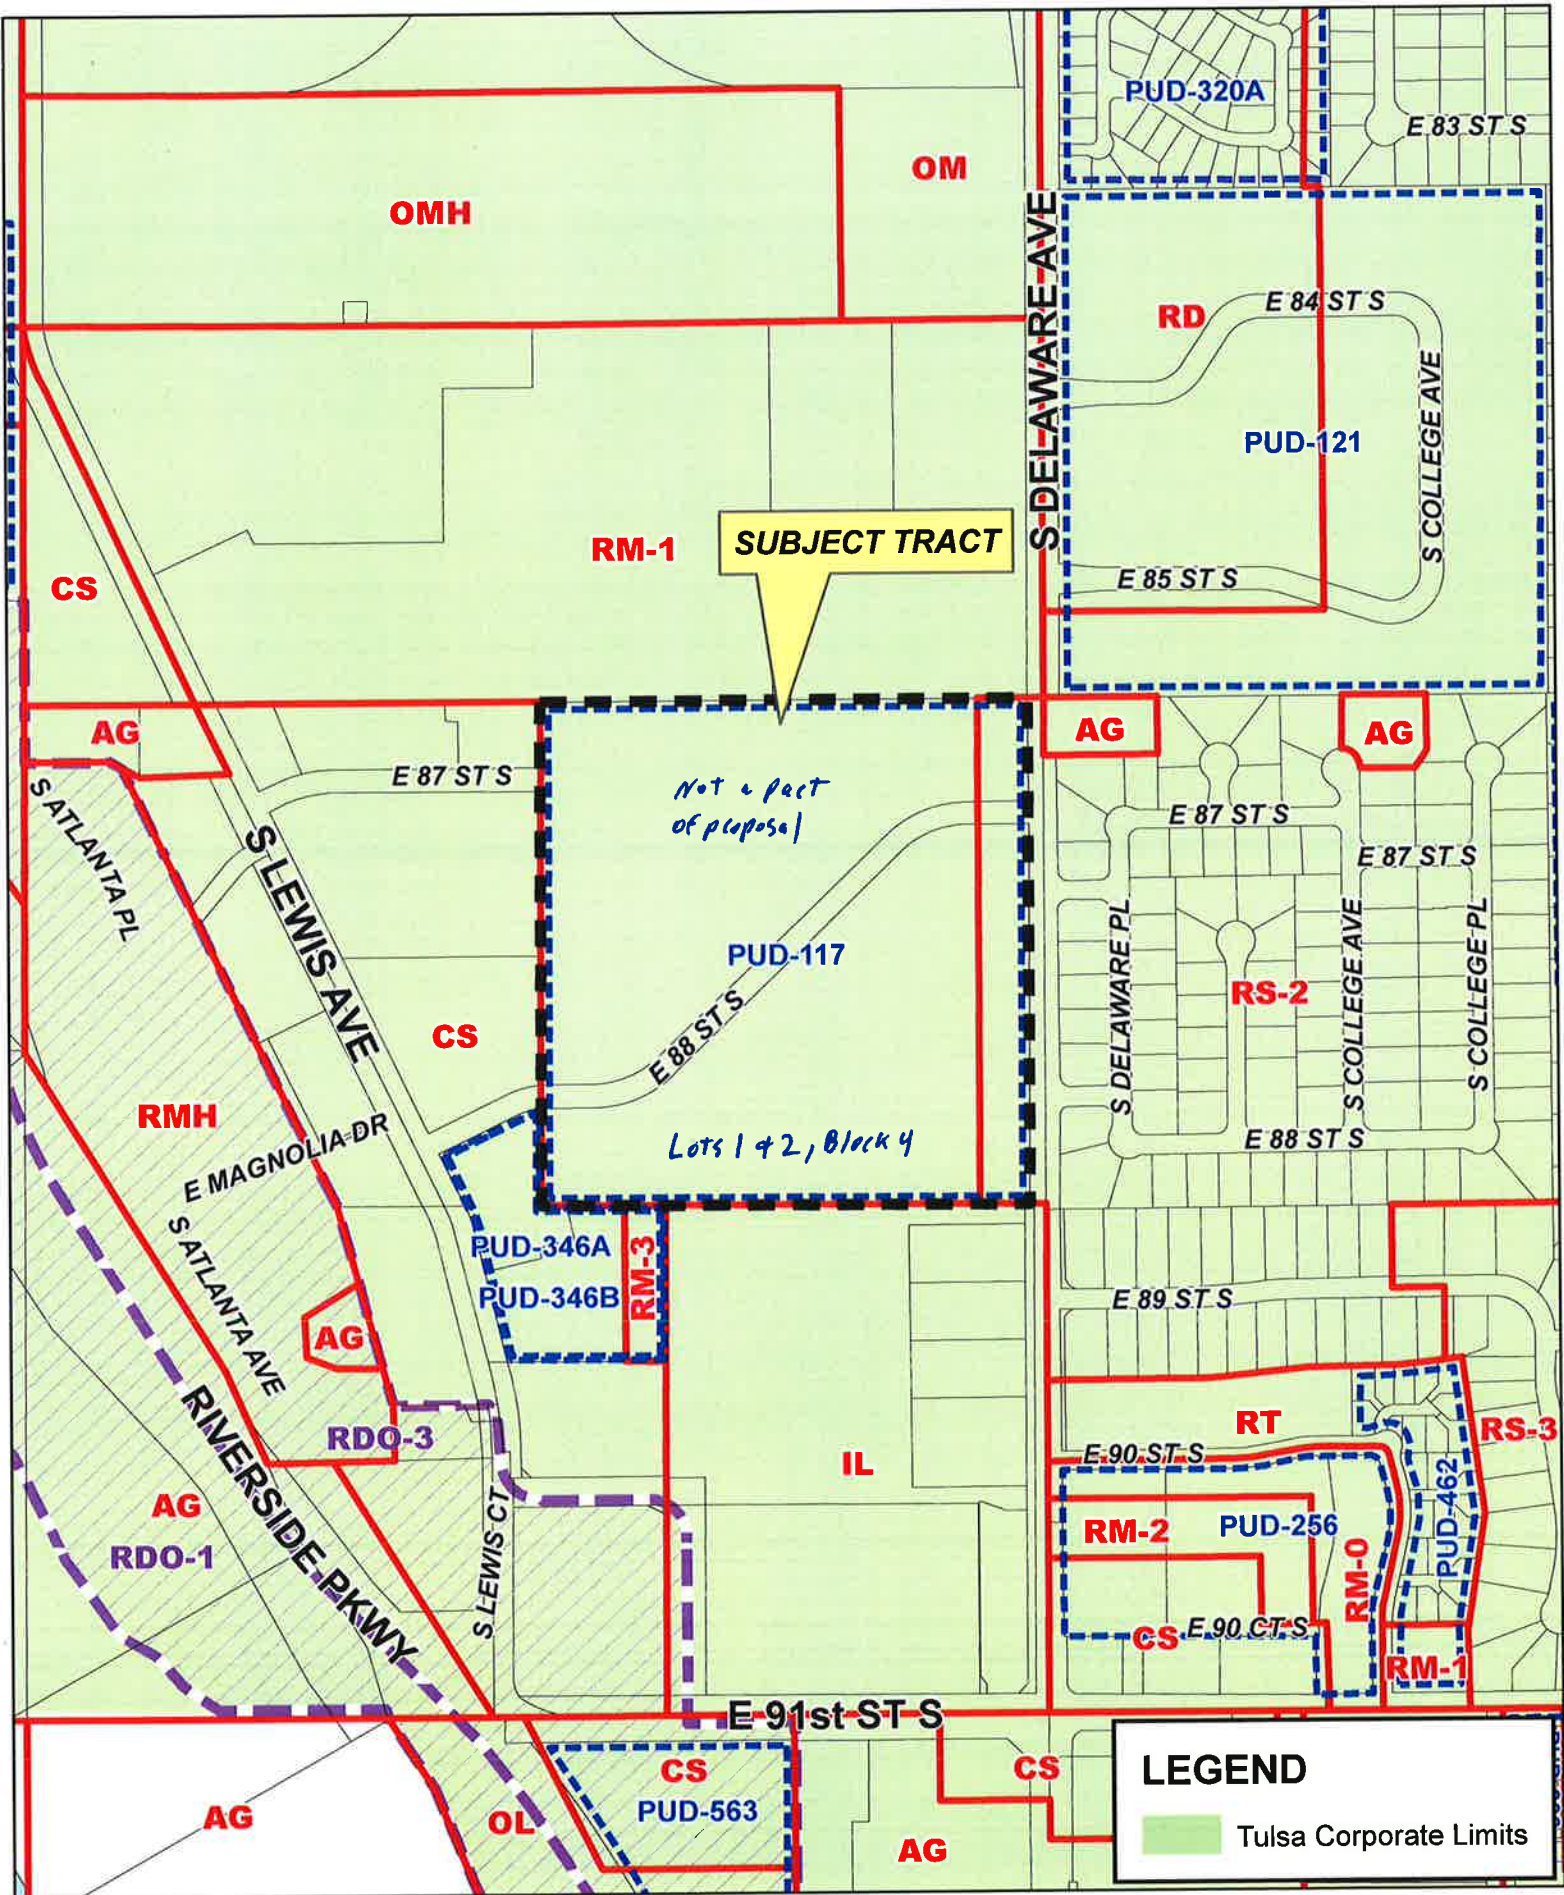 PUD-320A
E 83 ST S
OM
OMH
S DELAWARE AVE
RD
E 84 ST S
PUD-121
S COLLEGE AVE
SUBJECT TRACT
RM-1
E 85 ST S
CS
AG
AG
AG
E 87 ST S
Not a part
of proposal
S ATLANTA PL
E 87 ST S
E 87 ST S
S LEWIS AVE
PUD-117
S DELAWARE PL
S COLLEGE AVE
S COLLEGE PL
RS-2
CS
E 88 ST S
RMH
E MAGNOLIA DR
Lots 1 & 2, Block 4
E 88 ST S
S ATLANTA AVE
PUD-346A
PUD-346B
RM-3
E 89 ST S
AG
RIVERSIDE PKWY
RDO-3
RT
RS-3
IL
E 90 ST S
PUD-462
AG
RDO-1
S LEWIS CT
RM-2
PUD-256
RM-0
CS
E 90 CT S
RM-1
E 91st ST S
CS
PUD-563
CS
OL
AG
AG
LEGEND
Tulsa Corporate Limits